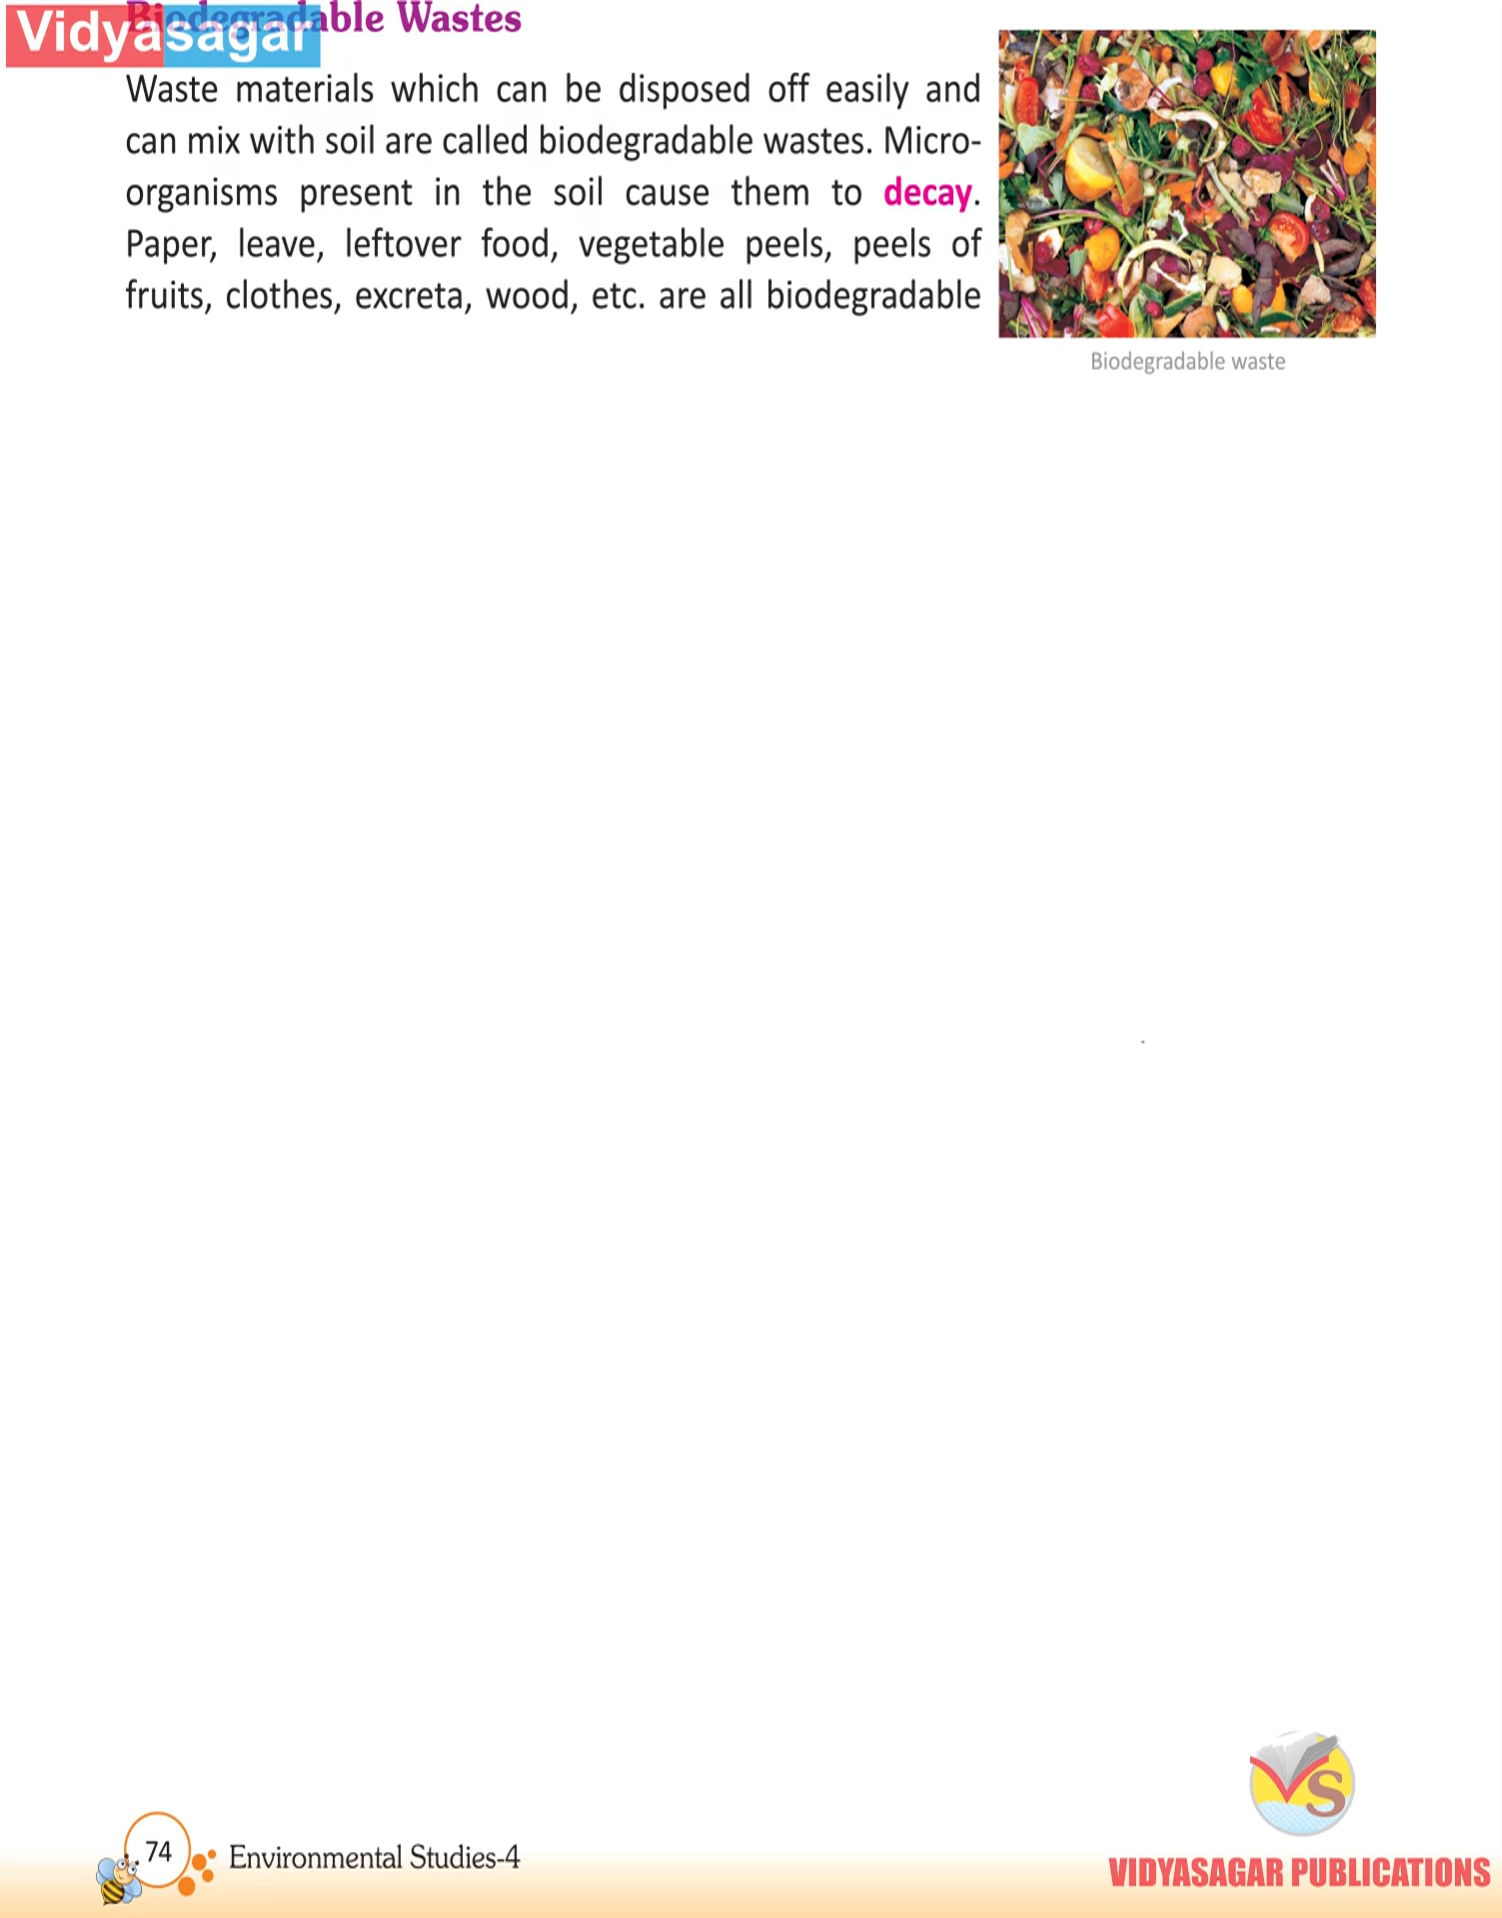 Biodegradable Wastes
Vidyasagar
Waste materials which can be disposed off easily and
can mix with soil are called biodegradable wastes. Micro-
organisms present in the soil cause them to decay.
Paper, leave, leftover food, vegetable peels, peels of
fruits, clothes, excreta, wood, etc. are all biodegradable
Biodegradable waste
VS
74
Environmental Studies-4
VIDYASAGAR PUBLICATIONS